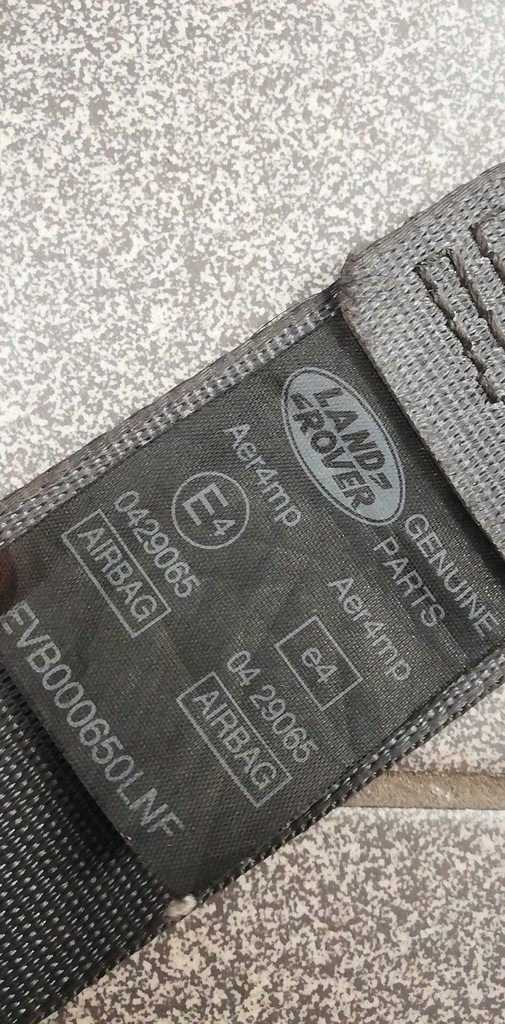 LAND
ROVER
GENUINE
PARTS
Aer4mp
E4
0429065
AIRBAG
Aer4mp
e4
04 29065
AIRBAG
EVB000650LNF